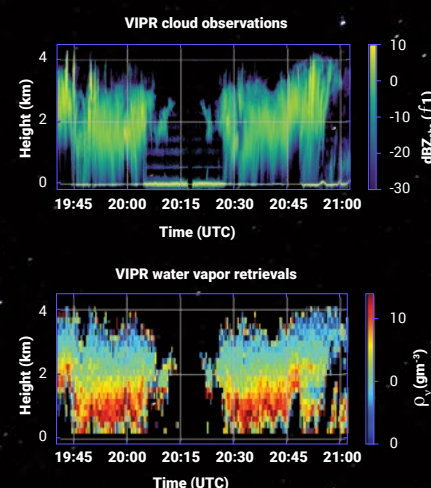 VIPR cloud observations
10
4
0
2
-10
-20
0
-30
Height (km)
dBZobs (f1)
19:45 20:00 20:15 20:30 20:45 21:00
Time (UTC)
VIPR water vapor retrievals
4
10
2
0
0
0
Height (km)
ρv(gm-³)
19:45 20:00 20:15 20:30 20:45 21:00
Time (UTC)